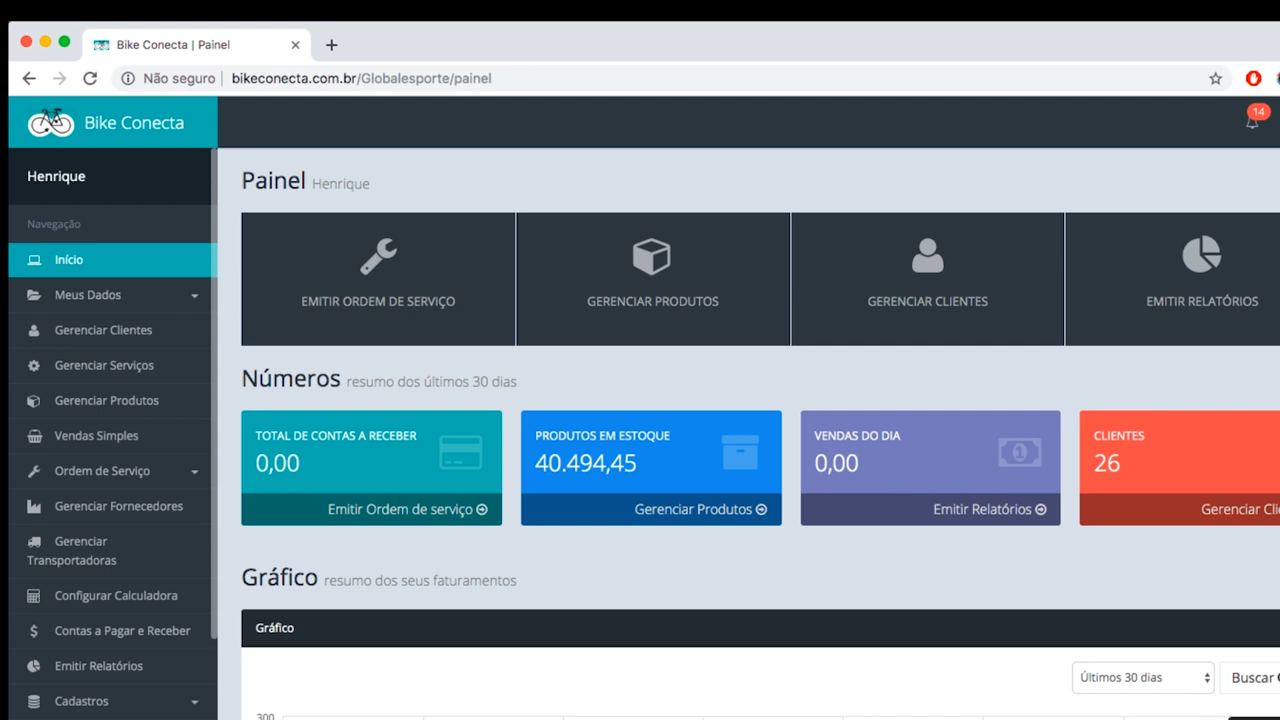 Bike Conecta | Painel
Não seguro
bikeconecta.com.br/Globalesporte/painel
Bike Conecta
14
Henrique
Navegação
Início
Meus Dados
Gerenciar Clientes
Gerenciar Serviços
Gerenciar Produtos
Vendas Simples
Ordem de Serviço
Gerenciar Fornecedores
Gerenciar
Transportadoras
Configurar Calculadora
Contas a Pagar e Receber
Emitir Relatórios
Cadastros
Painel Henrique
EMITIR ORDEM DE SERVIÇO
GERENCIAR PRODUTOS
GERENCIAR CLIENTES
EMITIR RELATÓRIOS
Números resumo dos últimos 30 dias
TOTAL DE CONTAS A RECEBER
0,00
Emitir Ordem de serviço
PRODUTOS EM ESTOQUE
40.494,45
Gerenciar Produtos
VENDAS DO DIA
0,00
Emitir Relatórios
CLIENTES
26
Gerenciar Clie
Gráfico resumo dos seus faturamentos
Gráfico
Últimos 30 dias
Buscar
300